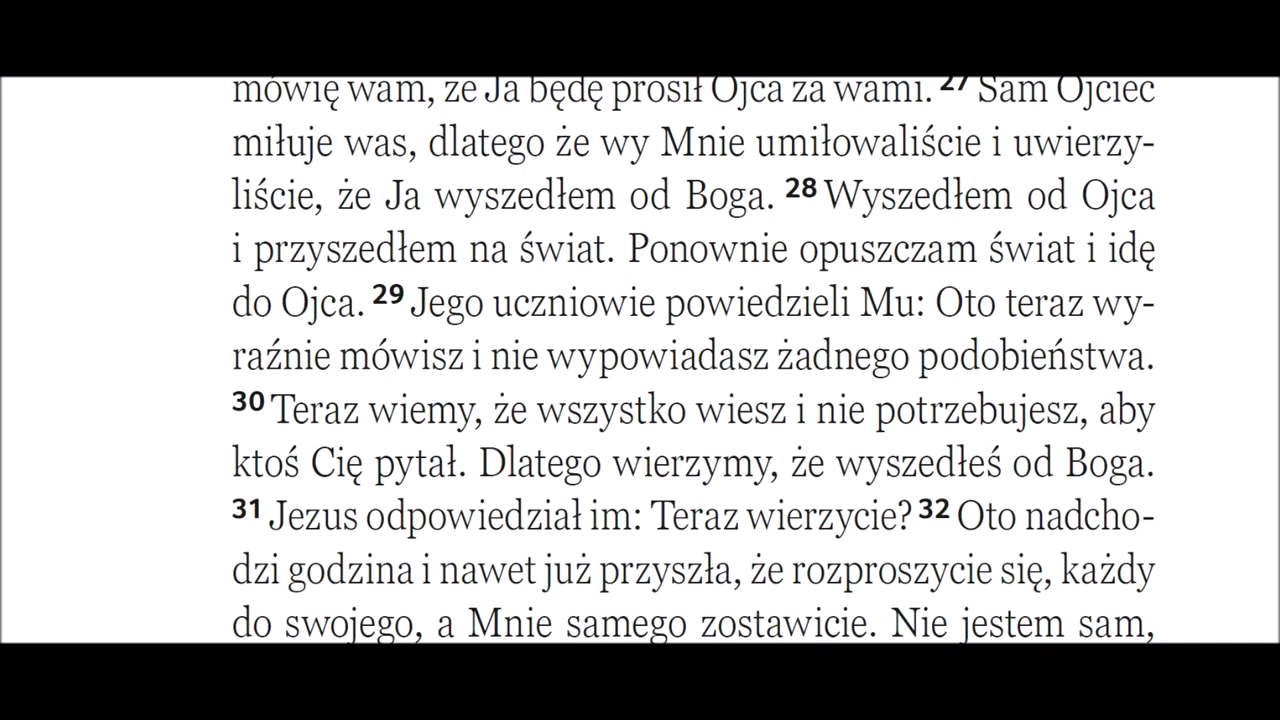 mówię wam, że Ja będę prosił Ojca za wami. 27 Sam Ojciec
miłuje was, dlatego że wy Mnie umiłowaliście i uwierzy-
liście, że Ja wyszedłem od Boga. 28 Wyszedłem od Ojca
i przyszedłem na świat. Ponownie opuszczam świat i idę
do Ojca. 29 Jego uczniowie powiedzieli Mu: Oto teraz wy-
raźnie mówisz i nie wypowiadasz żadnego podobieństwa.
30 Teraz wiemy, że wszystko wiesz i nie potrzebujesz, aby
ktoś Cię pytał. Dlatego wierzymy, że wyszedłeś od Boga.
31 Jezus odpowiedział im: Teraz wierzycie? 32 Oto nadcho-
dzi godzina i nawet już przyszła, że rozproszycie się, każdy
do swojego, a Mnie samego zostawicie. Nie jestem sam,